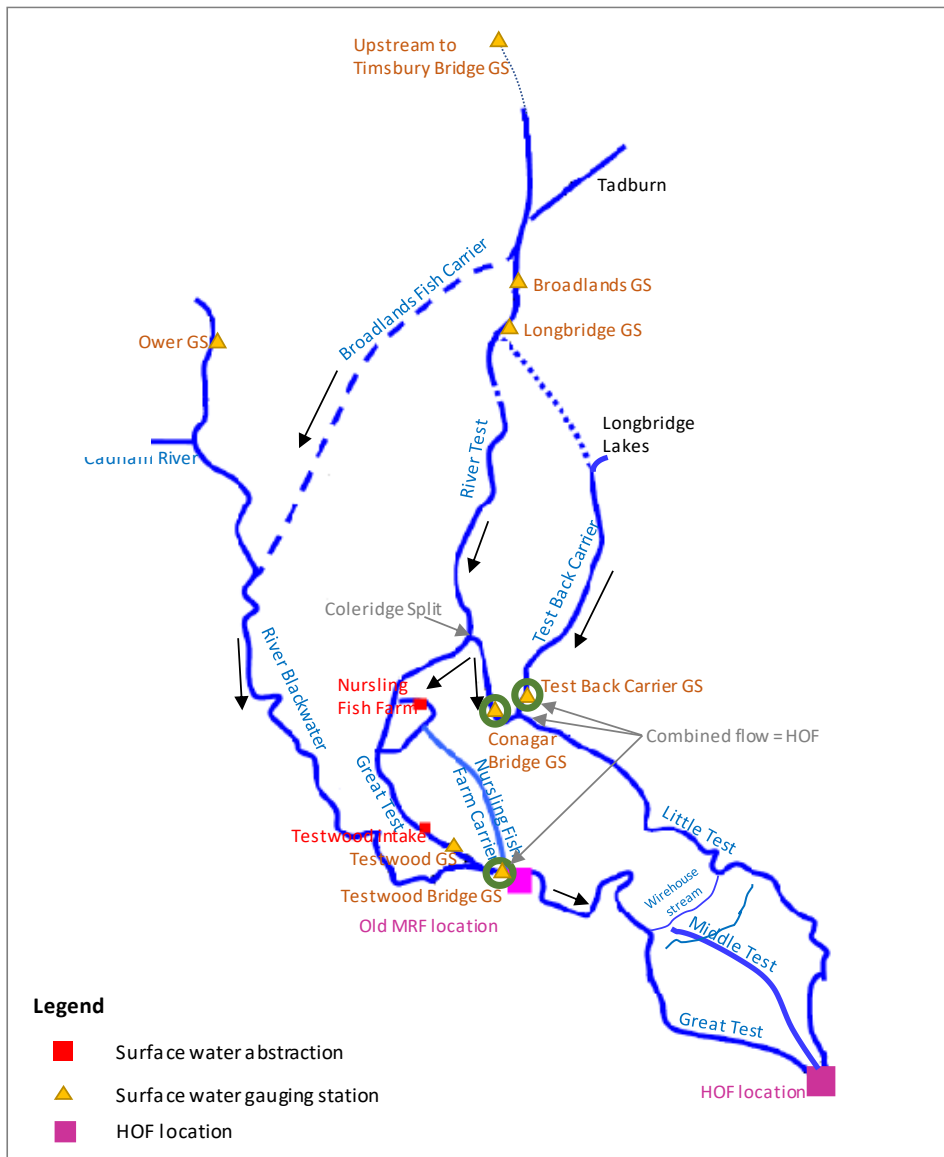 Upstream to
Timsbury Bridge GS
Tadburn
Broadlands Fish Carrier
Broadlands GS
Longbridge GS
Ower GS
Longbridge
Lakes
Cadnam River
River Test
Test Back Carrier
Coleridge Split
River Blackwater
Nursling
Fish Farm
Test Back Carrier GS
Conagar
Bridge GS
Combined flow = HOF
Great Test
Nursling Fish
Farm Carrier
Little Test
Testwood Intake
Testwood GS
Testwood Bridge GS
Old MRF location
Wirehouse
stream
Middle Test
Great Test
HOF location
Legend
Surface water abstraction
Surface water gauging station
HOF location